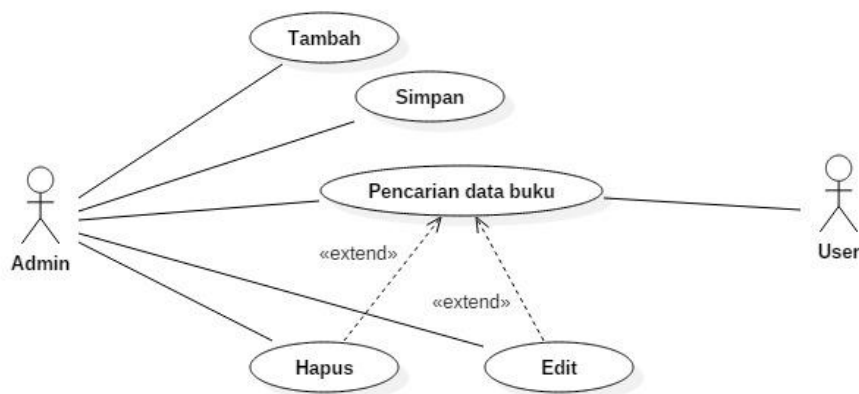 Tambah
Simpan
Pencarian data buku
Admin
User
«extend»
«extend»
Hapus
Edit